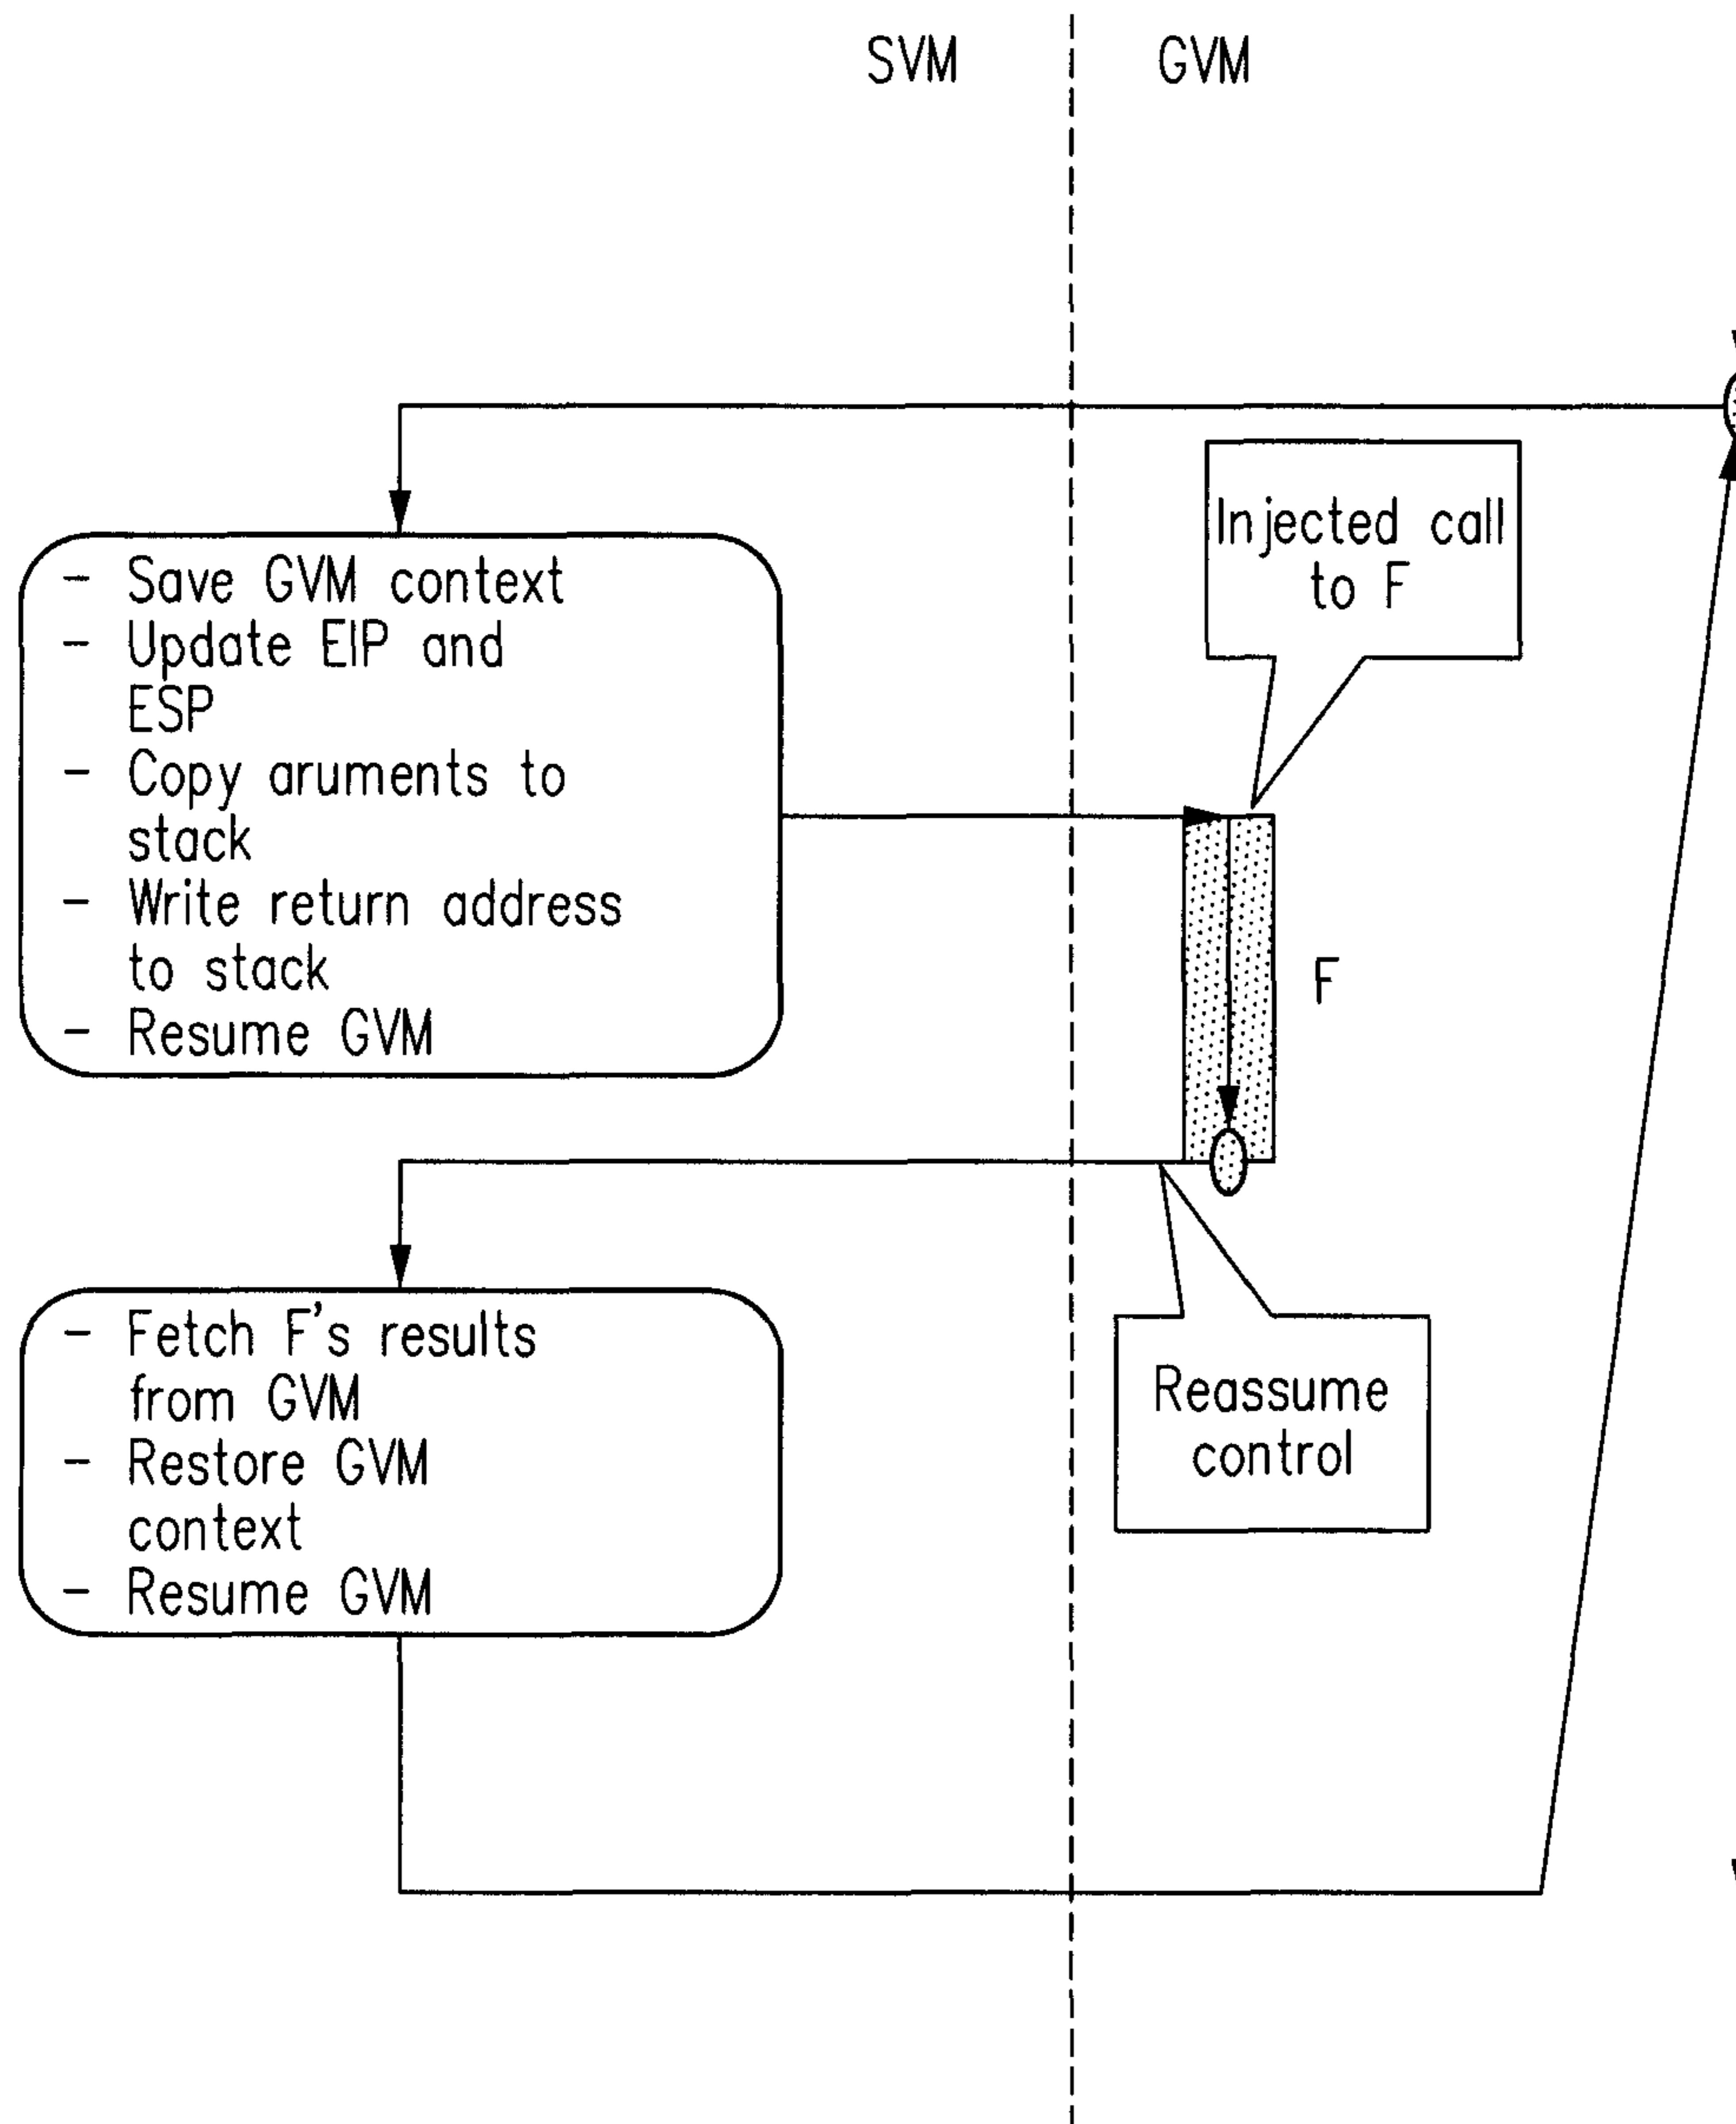 SVM
GVM
Injected call
to F
- Save GVM context
- Update EIP and
ESP
- Copy aruments to
stack
- Write return address
to stack
- Resume GVM
F
- Fetch F's results
from GVM
- Restore GVM
context
- Resume GVM
Reassume
control